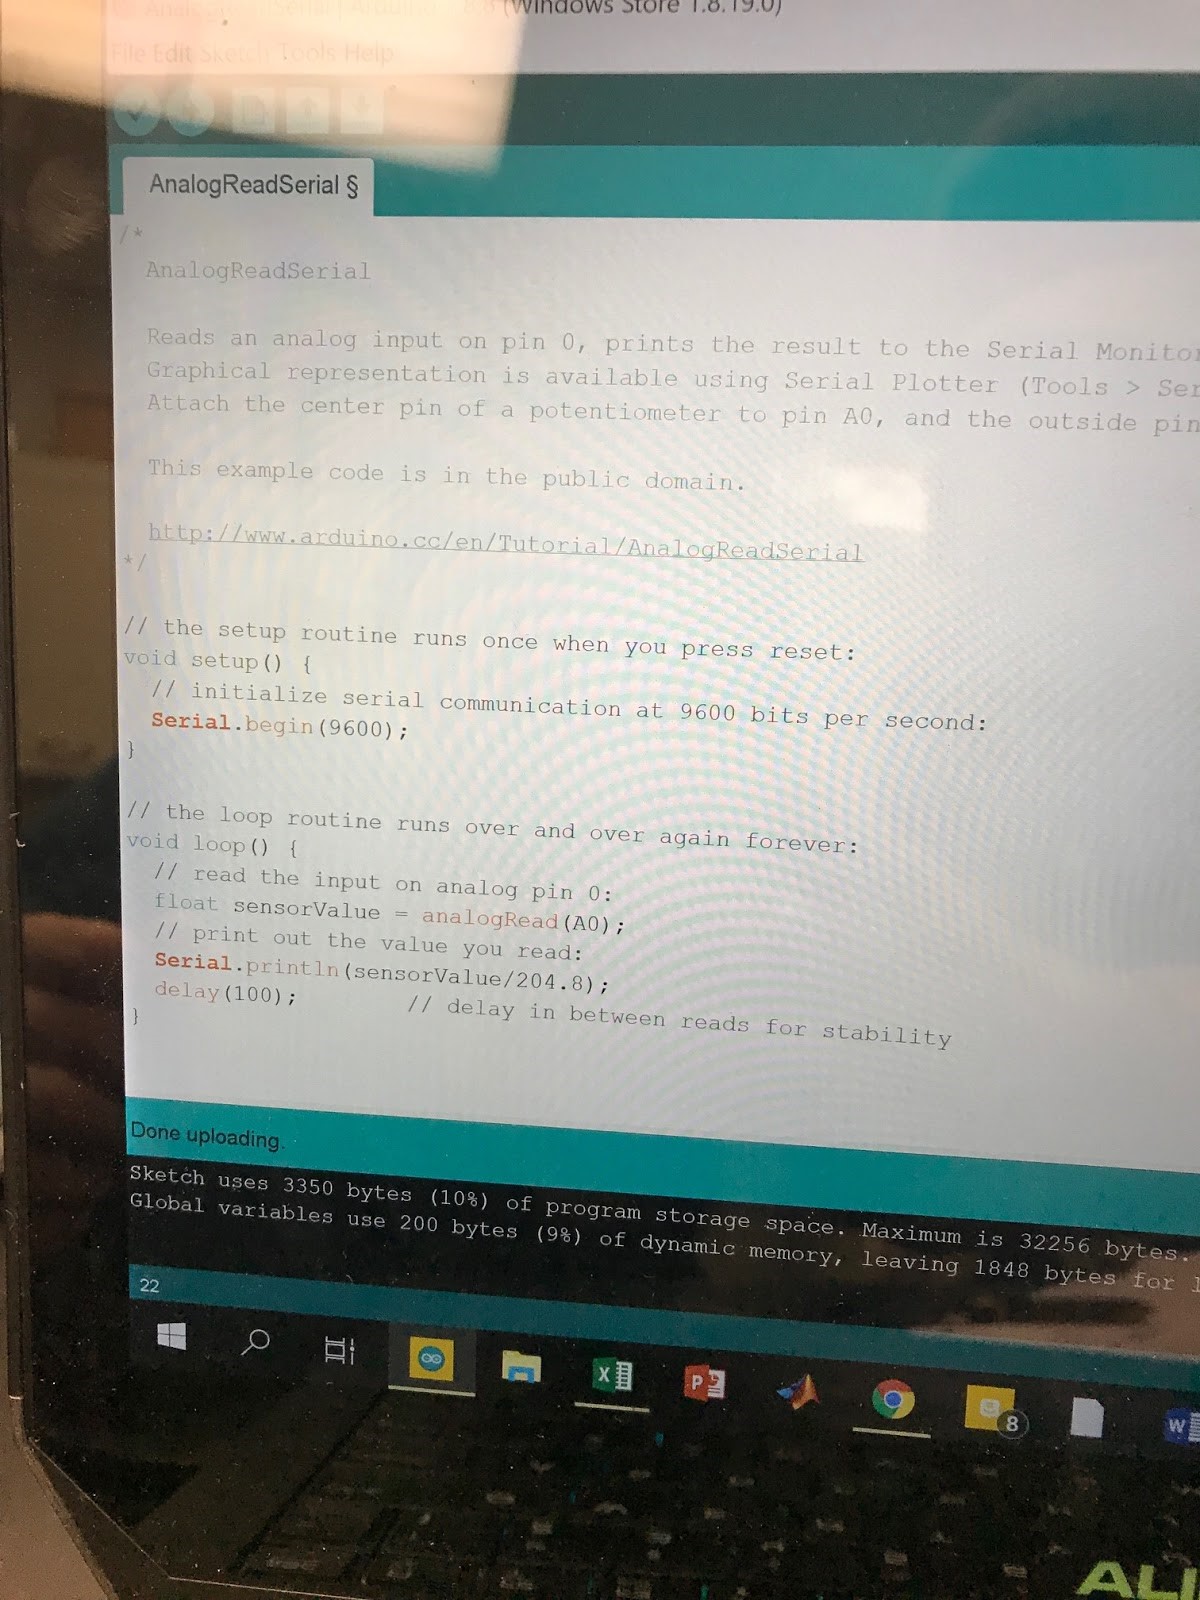 (Windows Store 1.8.19.0)
File Edit Sketch Tools Help
AnalogReadSerial §
/*
AnalogReadSerial
Reads an analog input on pin 0, prints the result to the Serial Monitor
Graphical representation is available using Serial Plotter (Tools > Ser
Attach the center pin of a potentiometer to pin A0, and the outside pin
This example code is in the public domain.
http://www.arduino.cc/en/Tutorial/AnalogReadSerial
*/
// the setup routine runs once when you press reset:
void setup() {
// initialize serial communication at 9600 bits per second:
Serial.begin(9600);
}
// the loop routine runs over and over again forever:
void loop() {
// read the input on analog pin 0:
float sensorValue = analogRead(A0);
// print out the value you read:
Serial.println(sensorValue/204.8);
delay(100); // delay in between reads for stability
}
Done uploading.
Sketch uses 3350 bytes (10%) of program storage space. Maximum is 32256 bytes.
Global variables use 200 bytes (9%) of dynamic memory, leaving 1848 bytes for l
22
8
ALI